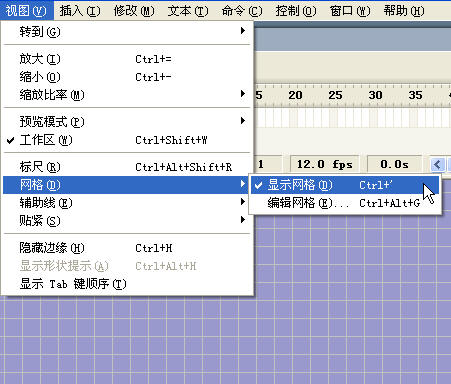 视图(V) 插入(I) 修改(M) 文本(T) 命令(C) 控制(O) 窗口(W) 帮助(H)
转到(G)
放大(I) Ctrl+=
缩小(O) Ctrl+-
缩放比率(M)
5 20 25 30 35 4
预览模式(P)
工作区(W) Ctrl+Shift+W
标尺(R) Ctrl+Alt+Shift+R
1 12.0 fps 0.0s
网格(D)
显示网格(D) Ctrl+'
辅助线(E)
编辑网格(E)... Ctrl+Alt+G
贴紧(S)
隐藏边缘(H) Ctrl+H
显示形状提示(A) Ctrl+Alt+H
显示 Tab 键顺序(T)